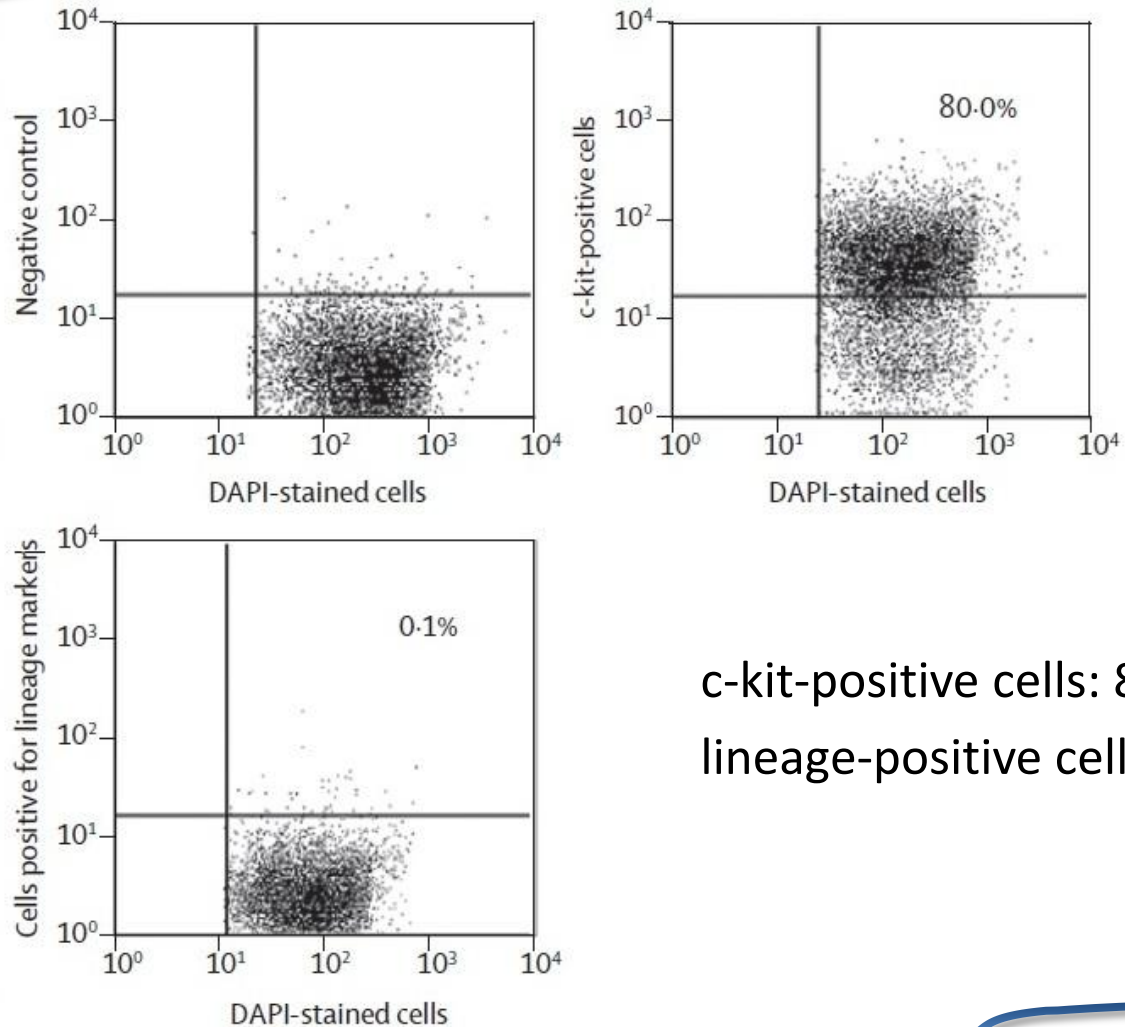 10⁴
10³
10²
10¹
10⁰
Negative control
10⁰ 10¹ 10² 10³ 10⁴
DAPI-stained cells
10⁴
10³
10²
10¹
10⁰
c-kit-positive cells
80·0%
10⁰ 10¹ 10² 10³ 10⁴
DAPI-stained cells
10⁴
10³
10²
10¹
10⁰
Cells positive for lineage markers
0·1%
10⁰ 10¹ 10² 10³ 10⁴
DAPI-stained cells
c-kit-positive cells:
lineage-positive